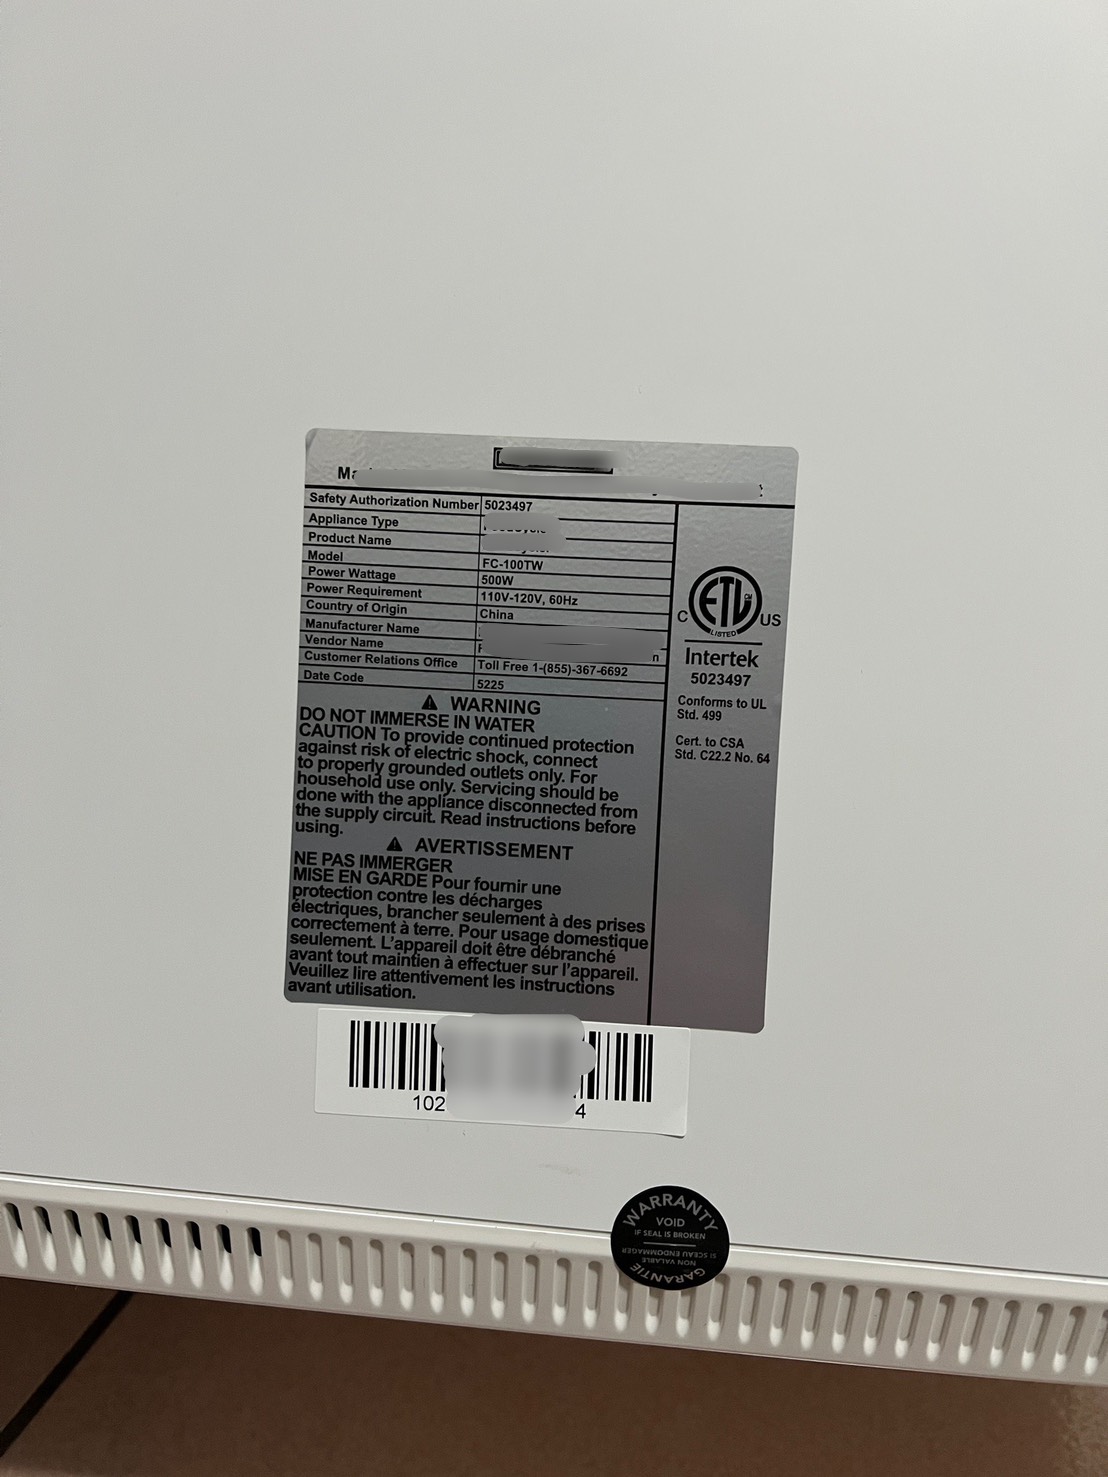 Safety Authorization Number 5023497
Appliance Type
Product Name
Model FC-100TW
Power Wattage 500W
Power Requirement 110V-120V, 60Hz
Country of Origin China
Manufacturer Name
Vendor Name
Customer Relations Office Toll Free 1-(855)-367-6692
Date Code 5225
WARNING
DO NOT IMMERSE IN WATER
CAUTION To provide continued protection
against risk of electric shock, connect
to properly grounded outlets only. For
household use only. Servicing should be
done with the appliance disconnected from
the supply circuit. Read instructions before
using.
AVERTISSEMENT
NE PAS IMMERGER
MISE EN GARDE Pour fournir une
protection contre les décharges
électriques, brancher seulement à des prises
correctement à terre. Pour usage domestique
seulement. L'appareil doit être débranché
avant tout maintien à effectuer sur l'appareil.
Veuillez lire attentivement les instructions
avant utilisation.
ETL
C US
LISTED
Intertek
5023497
Conforms to UL
Std. 499
Cert. to CSA
Std. C22.2 No. 64
102 4
WARRANTY
VOID
IF SEAL IS BROKEN
SI SCEAU ENDOMMAGER
NON VALABLE
GARANTIE